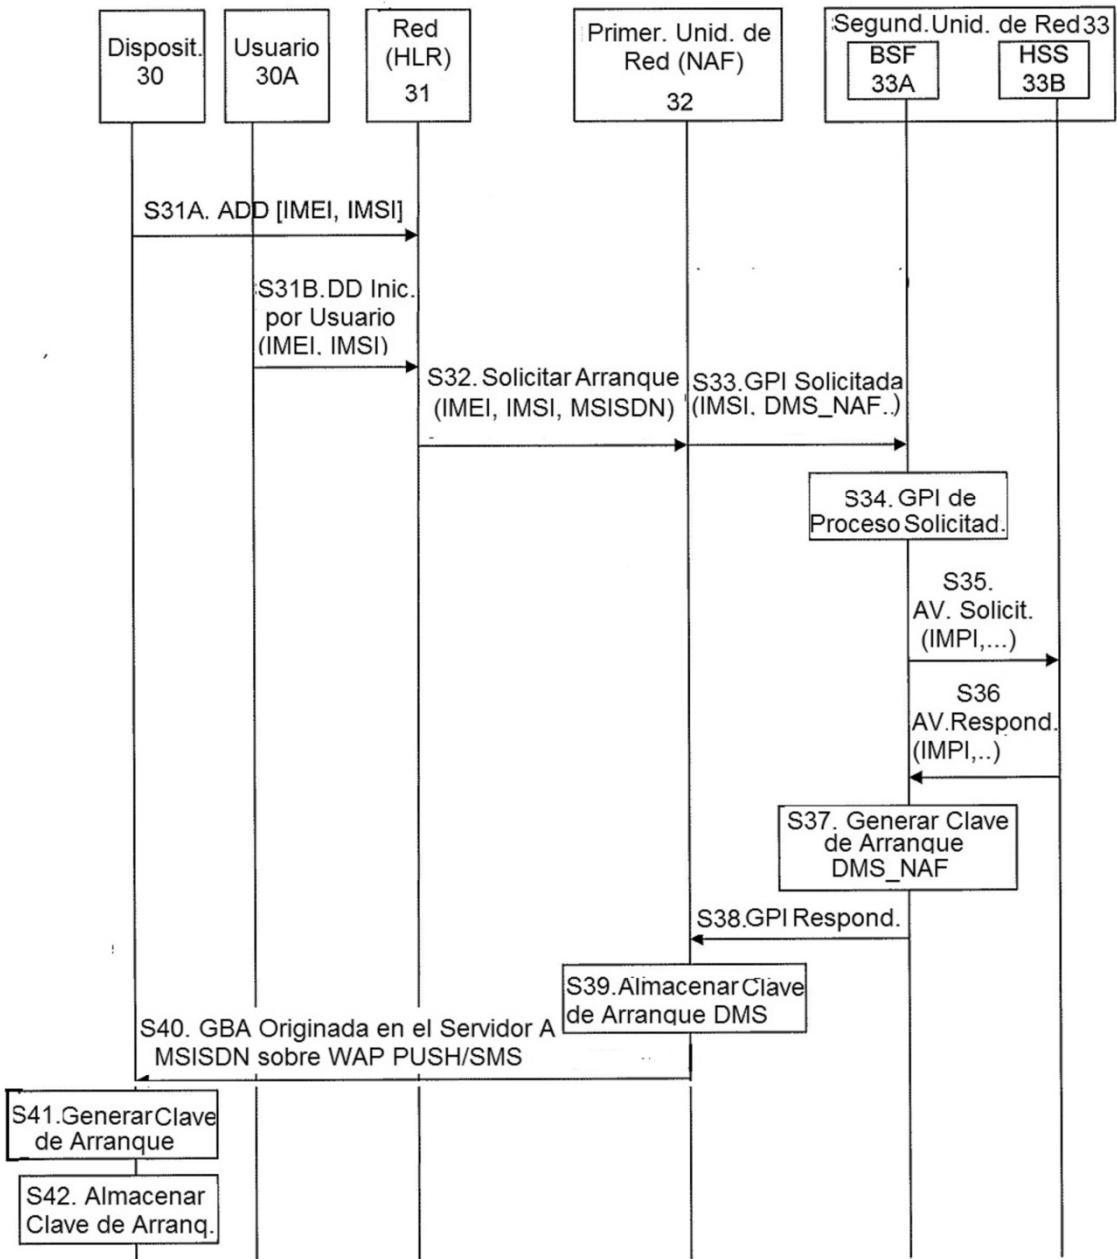 Disposit.
30
Usuario
30A
Red
(HLR)
31
Primer. Unid. de
Red (NAF)
32
Segund. Unid. de Red 33
BSF
33A
HSS
33B
S31A. ADD [IMEI, IMSI]
S31B.DD Inic.
por Usuario
(IMEI, IMSI)
S32. Solicitar Arranque
(IMEI, IMSI, MSISDN)
S33.GPI Solicitada
(IMSI, DMS_NAF..)
S34. GPI de
Proceso Solicitad.
S35.
AV. Solicit.
(IMPI,...)
S36
AV.Respond.
(IMPI,..)
S37. Generar Clave
de Arranque
DMS_NAF
S38.GPI Respond.
S39.Almacenar Clave
de Arranque DMS
S40. GBA Originada en el Servidor A
MSISDN sobre WAP PUSH/SMS
S41.Generar Clave
de Arranque
S42. Almacenar
Clave de Arranq.